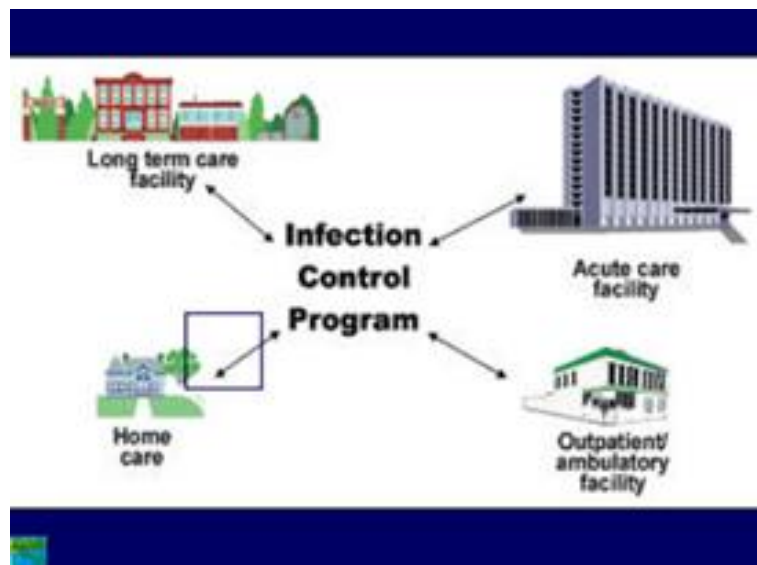 Long term care
facility
Infection
Control
Program
Acute care
facility
Home
care
Outpatient/
ambulatory
facility